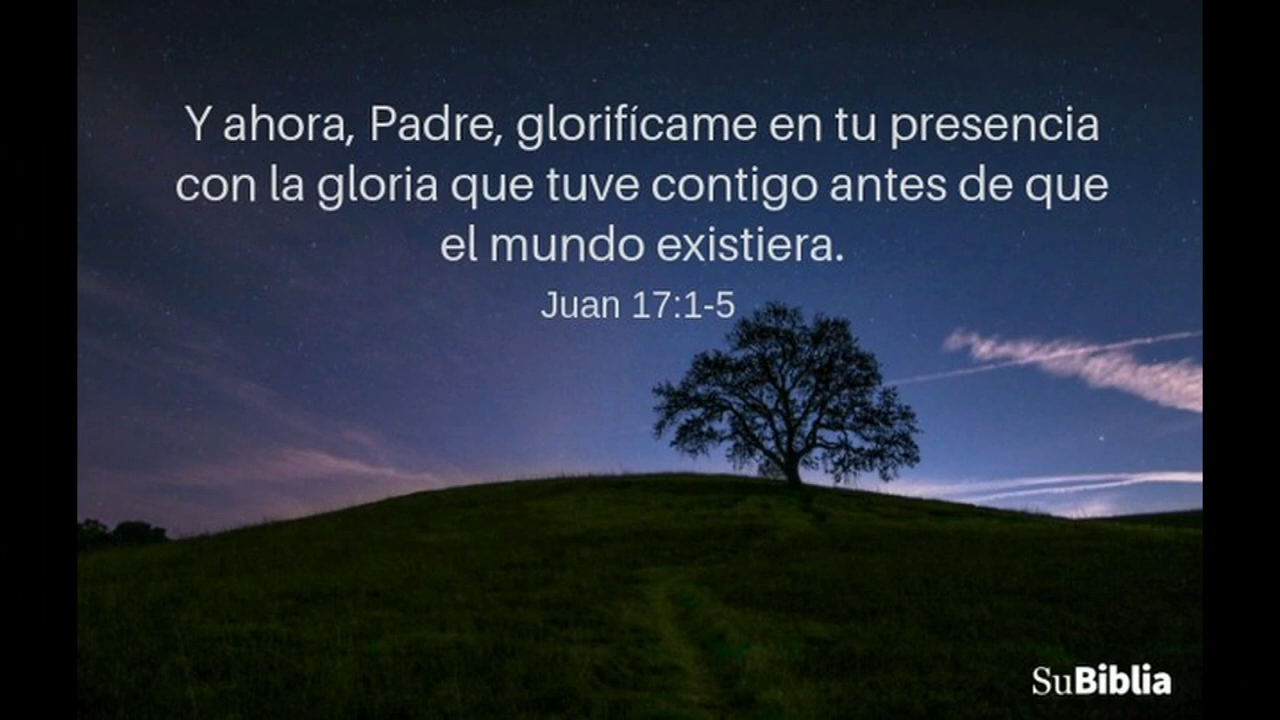 Y ahora, Padre, glorifícame en tu presencia
con la gloria que tuve contigo antes de que
el mundo existiera.
Juan 17:1-5
SuBiblia